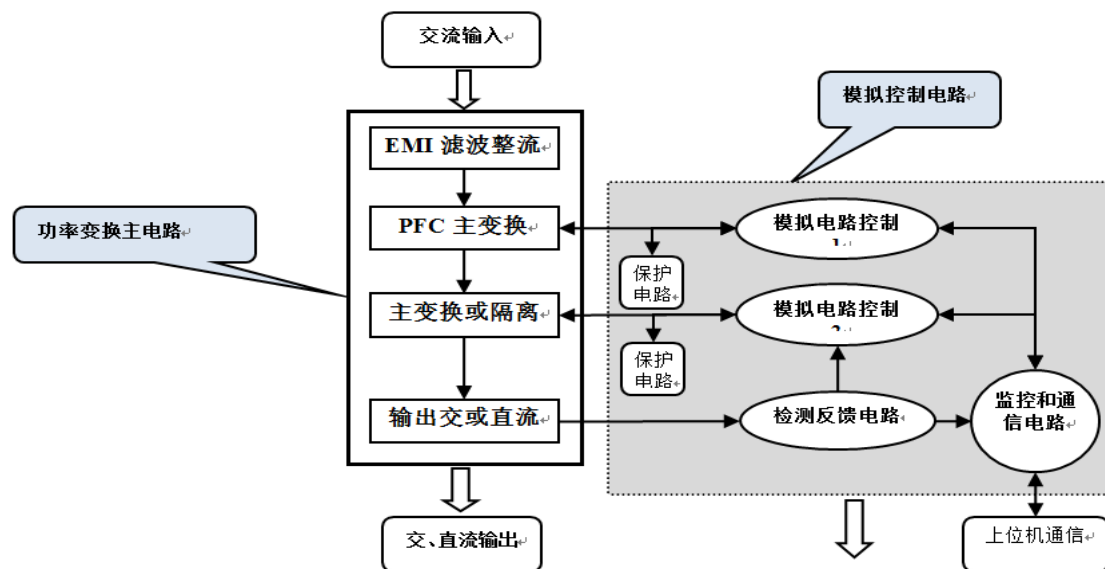 交流输入
模拟控制电路
EMI 滤波整流
功率变换主电路
PFC 主变换
模拟电路控制
保护
电路
主变换或隔离
模拟电路控制
保护
电路
输出交或直流
检测反馈电路
监控和通
信电路
交、直流输出
上位机通信